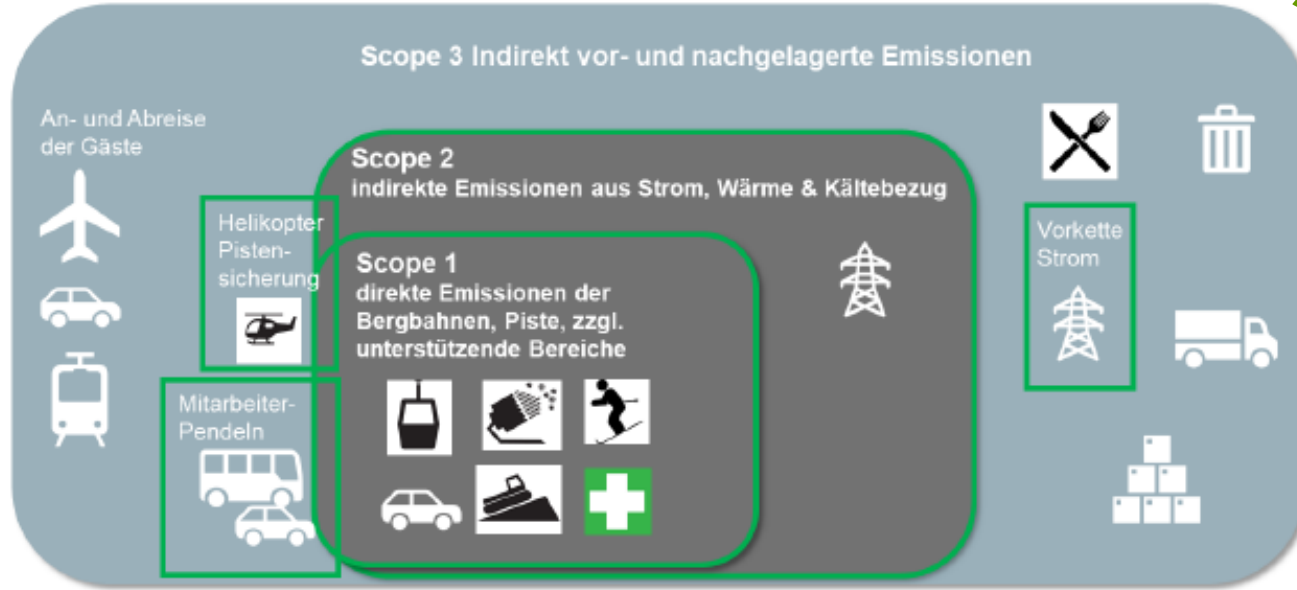 Scope 3 Indirekt vor- und nachgelagerte Emissionen
An- und Abreise
der Gäste
Scope 2
indirekte Emissionen aus Strom, Wärme & Kältebezug
Helikopter
Pisten-
sicherung
Scope 1
direkte Emissionen der
Bergbahnen, Piste, zzgl.
unterstützende Bereiche
Mitarbeiter-
Pendeln
Vorkette
Strom